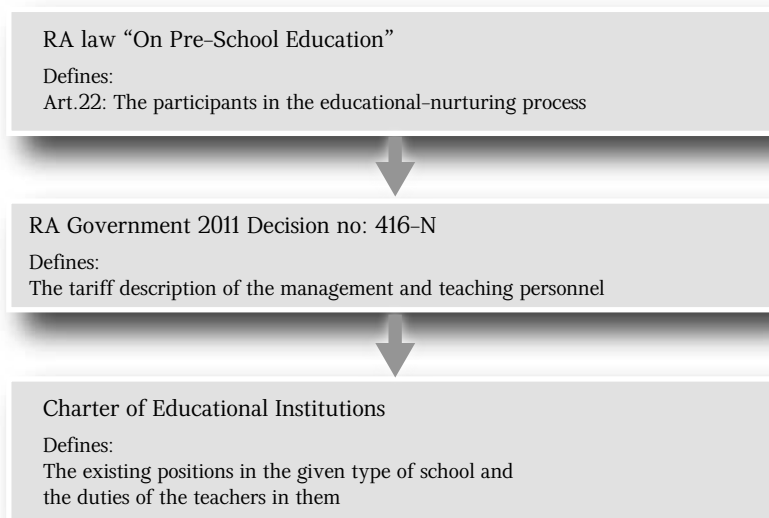 RA law “On Pre-School Education”
Defines:
Art.22: The participants in the educational-nurturing process
RA Government 2011 Decision no: 416-N
Defines:
The tariff description of the management and teaching personnel
Charter of Educational Institutions
Defines:
The existing positions in the given type of school and
the duties of the teachers in them